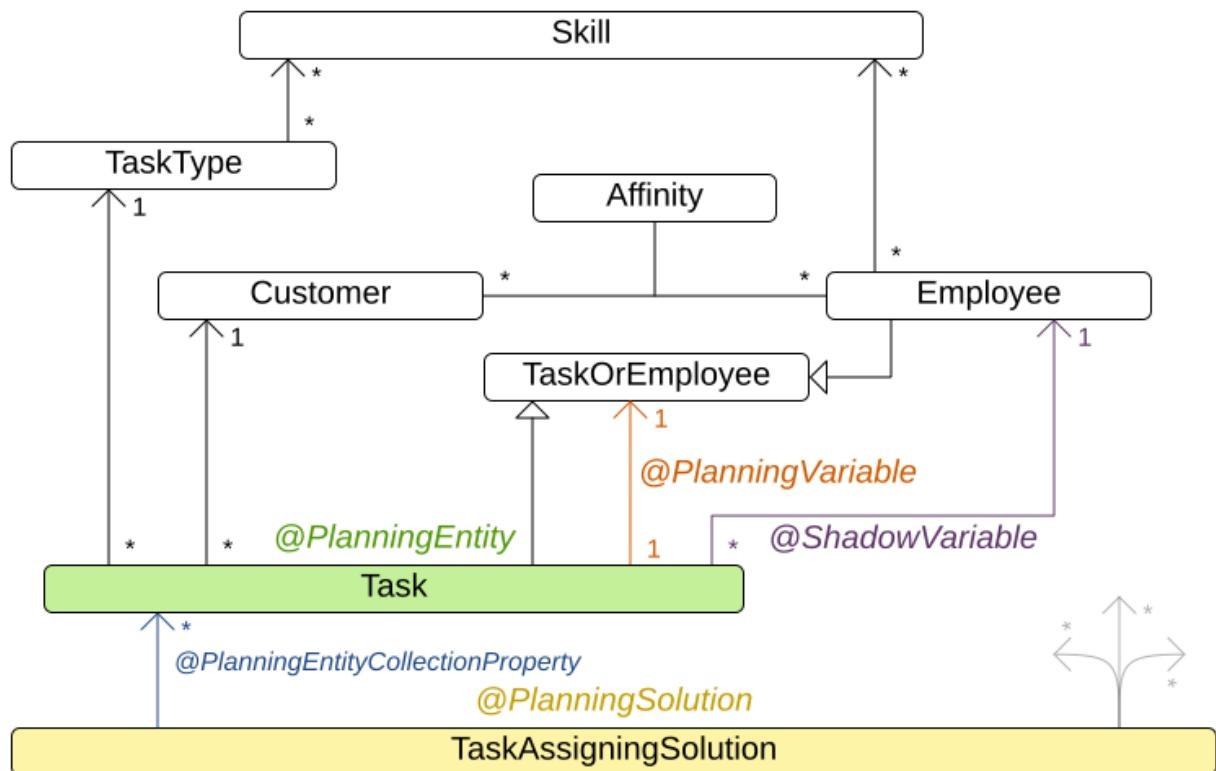 Skill
* *
*
TaskType
1
Affinity
*
* *
Customer
Employee
1 1
TaskOrEmployee
1
@PlanningVariable
@PlanningEntity
@ShadowVariable
* * 1 *
Task
*
*
*
@PlanningEntityCollectionProperty
*
@PlanningSolution
TaskAssigningSolution